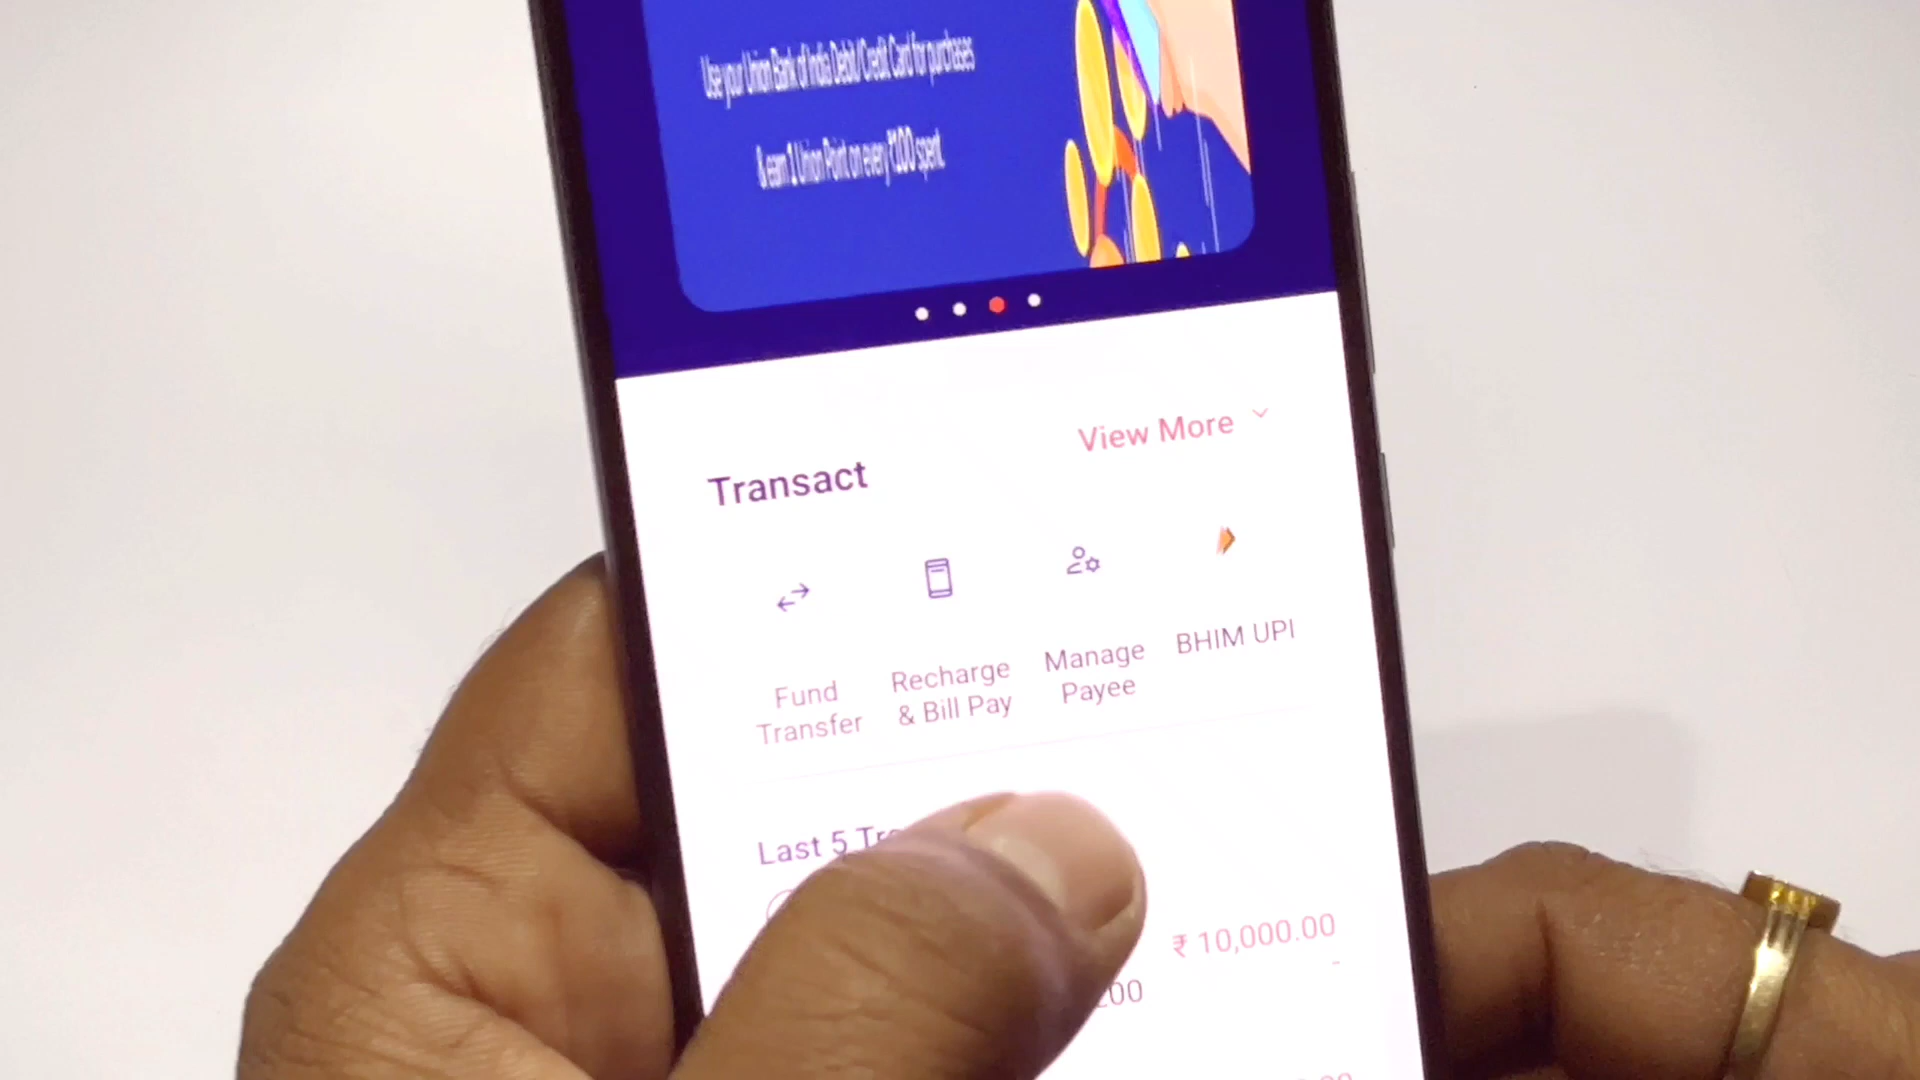 Use your Union Bank of India Debit/Credit Card for purchases
& earn 1 Union Point on every ₹100 spent.
View More
Transact
Fund Transfer
Recharge & Bill Pay
Manage Payee
BHIM UPI
Last 5
₹ 10,000.00
200